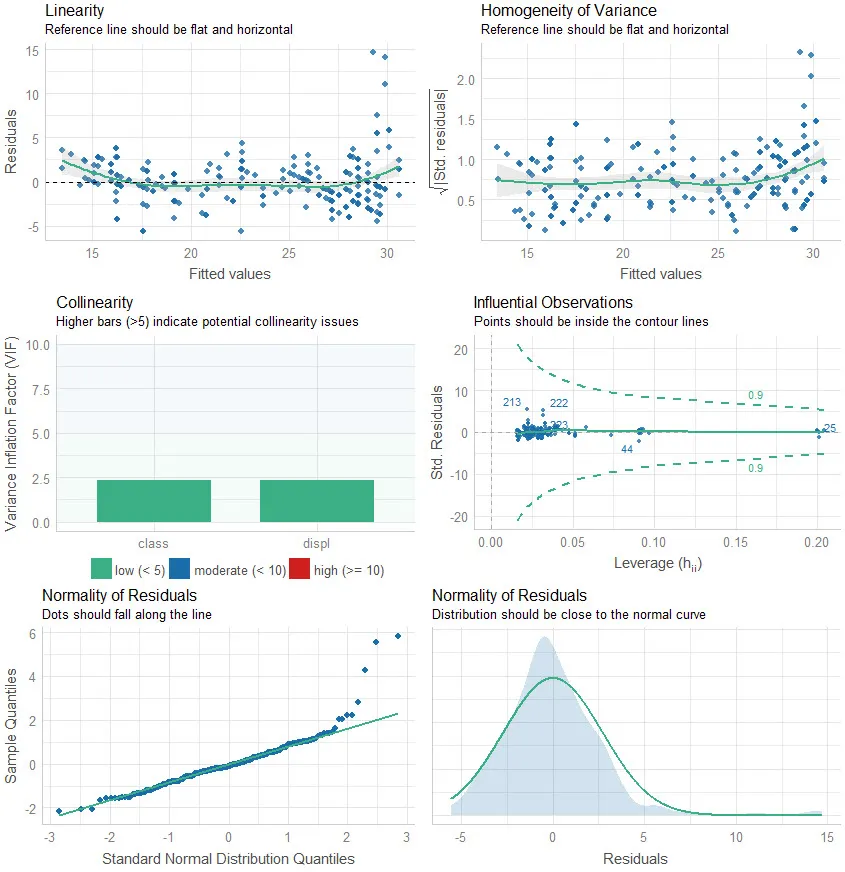 Linearity
Reference line should be flat and horizontal
15
10
5
0
-5
Residuals
15
20
25
30
Fitted values
Homogeneity of Variance
Reference line should be flat and horizontal
2.0
1.5
1.0
0.5
√|Std. residuals|
15
20
25
30
Fitted values
Collinearity
Higher bars (>5) indicate potential collinearity issues
10.0
7.5
5.0
2.5
0.0
Variance Inflation Factor (VIF)
class
displ
low (< 5)
moderate (< 10)
high (>= 10)
Influential Observations
Points should be inside the contour lines
20
10
0
-10
-20
Std. Residuals
0.9
213
222
223
25
44
0.9
0.00
0.05
0.10
0.15
0.20
Leverage (hii)
Normality of Residuals
Dots should fall along the line
6
4
2
0
-2
Sample Quantiles
-3
-2
-1
0
1
2
3
Standard Normal Distribution Quantiles
Normality of Residuals
Distribution should be close to the normal curve
-5
0
5
10
15
Residuals